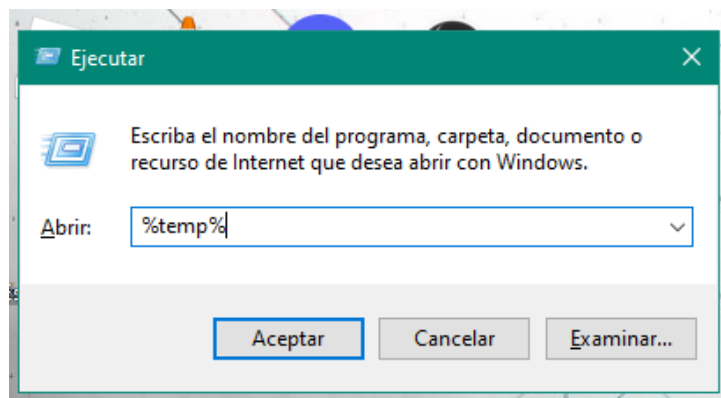 Ejecutar
Escriba el nombre del programa, carpeta, documento o
recurso de Internet que desea abrir con Windows.
Abrir: %temp%
Aceptar Cancelar Examinar...